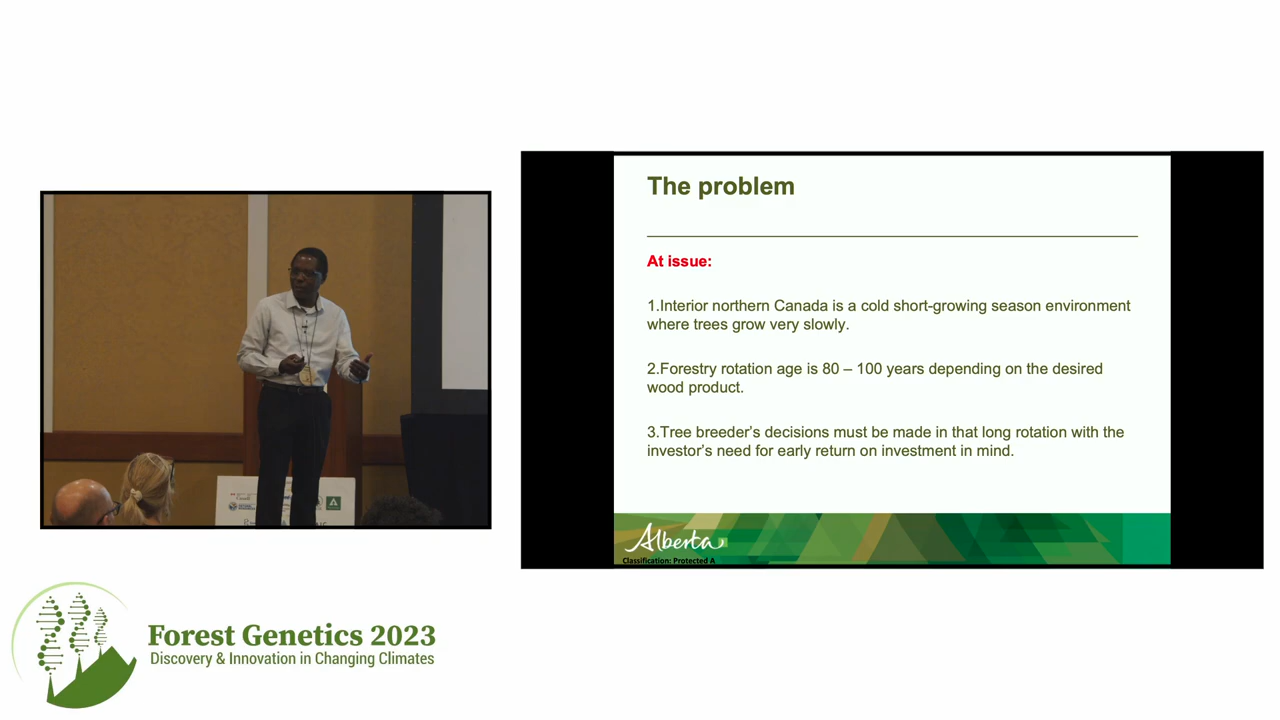 The problem
At issue:
1.Interior northern Canada is a cold short-growing season environment
where trees grow very slowly.
2.Forestry rotation age is 80 – 100 years depending on the desired
wood product.
3.Tree breeder's decisions must be made in that long rotation with the
investor's need for early return on investment in mind.
Alberta
Classification: Protected A
Forest Genetics 2023
Discovery & Innovation in Changing Climates